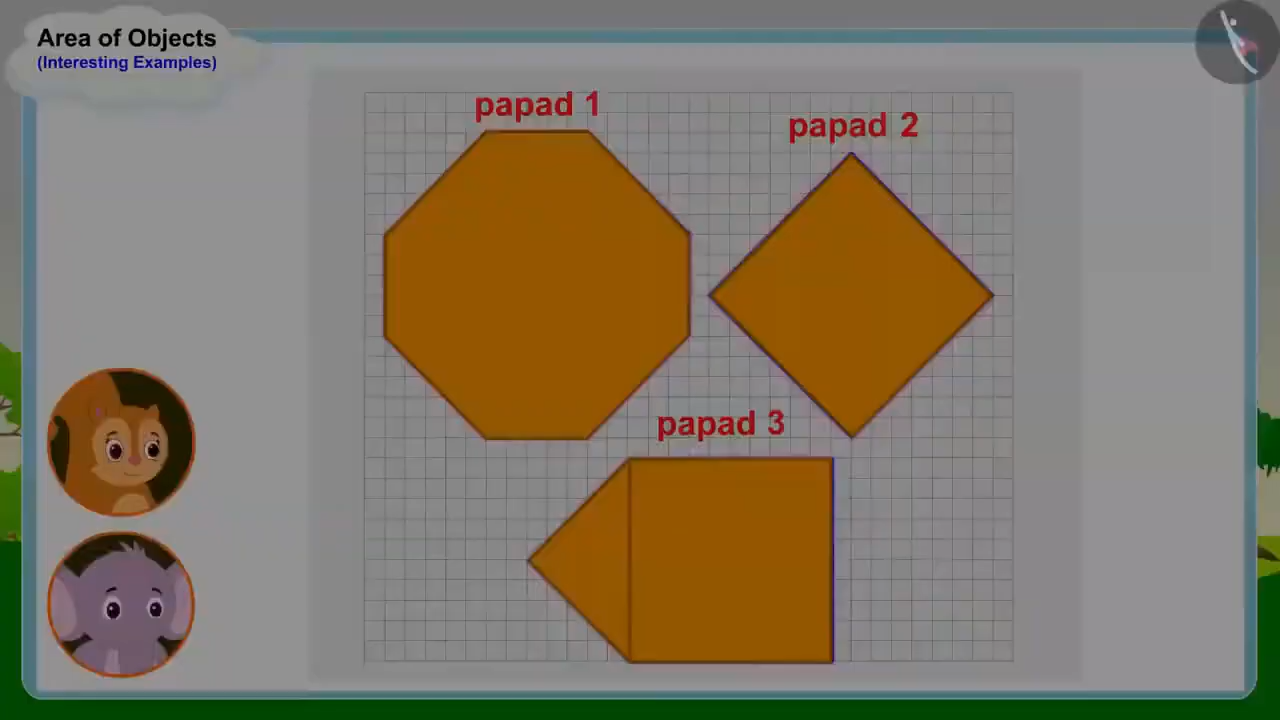 Area of Objects
(Interesting Examples)
papad 1
papad 2
papad 3